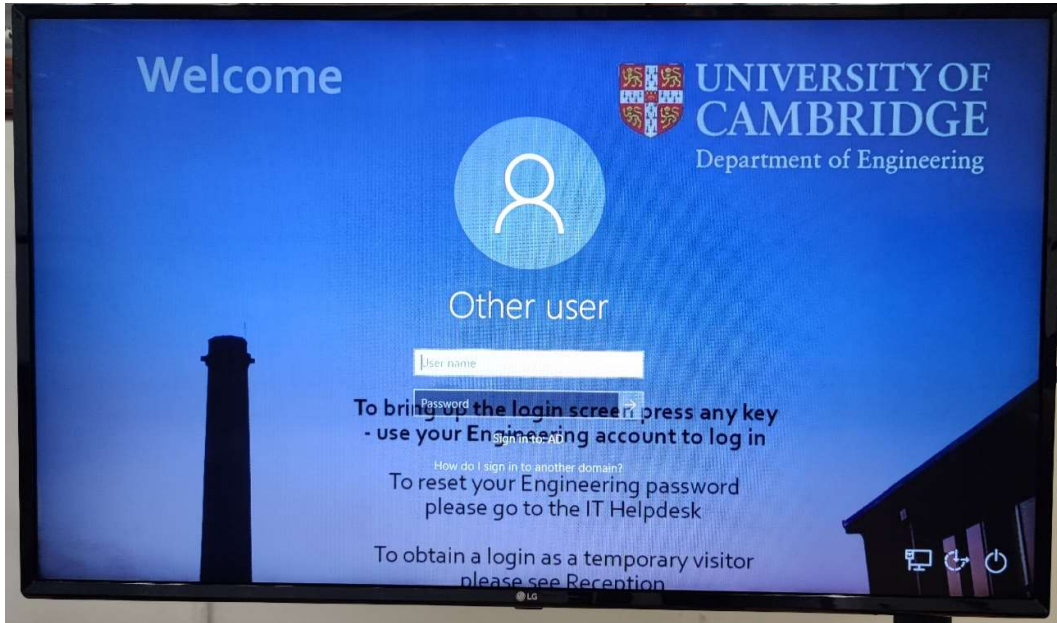 Welcome
UNIVERSITY OF
CAMBRIDGE
Department of Engineering
Other user
User name
Password
To bring up the login screen press any key
- use your Engineering account to log in
Sign in to: AD
How do I sign in to another domain?
To reset your Engineering password
please go to the IT Helpdesk
To obtain a login as a temporary visitor
please see Reception
LG